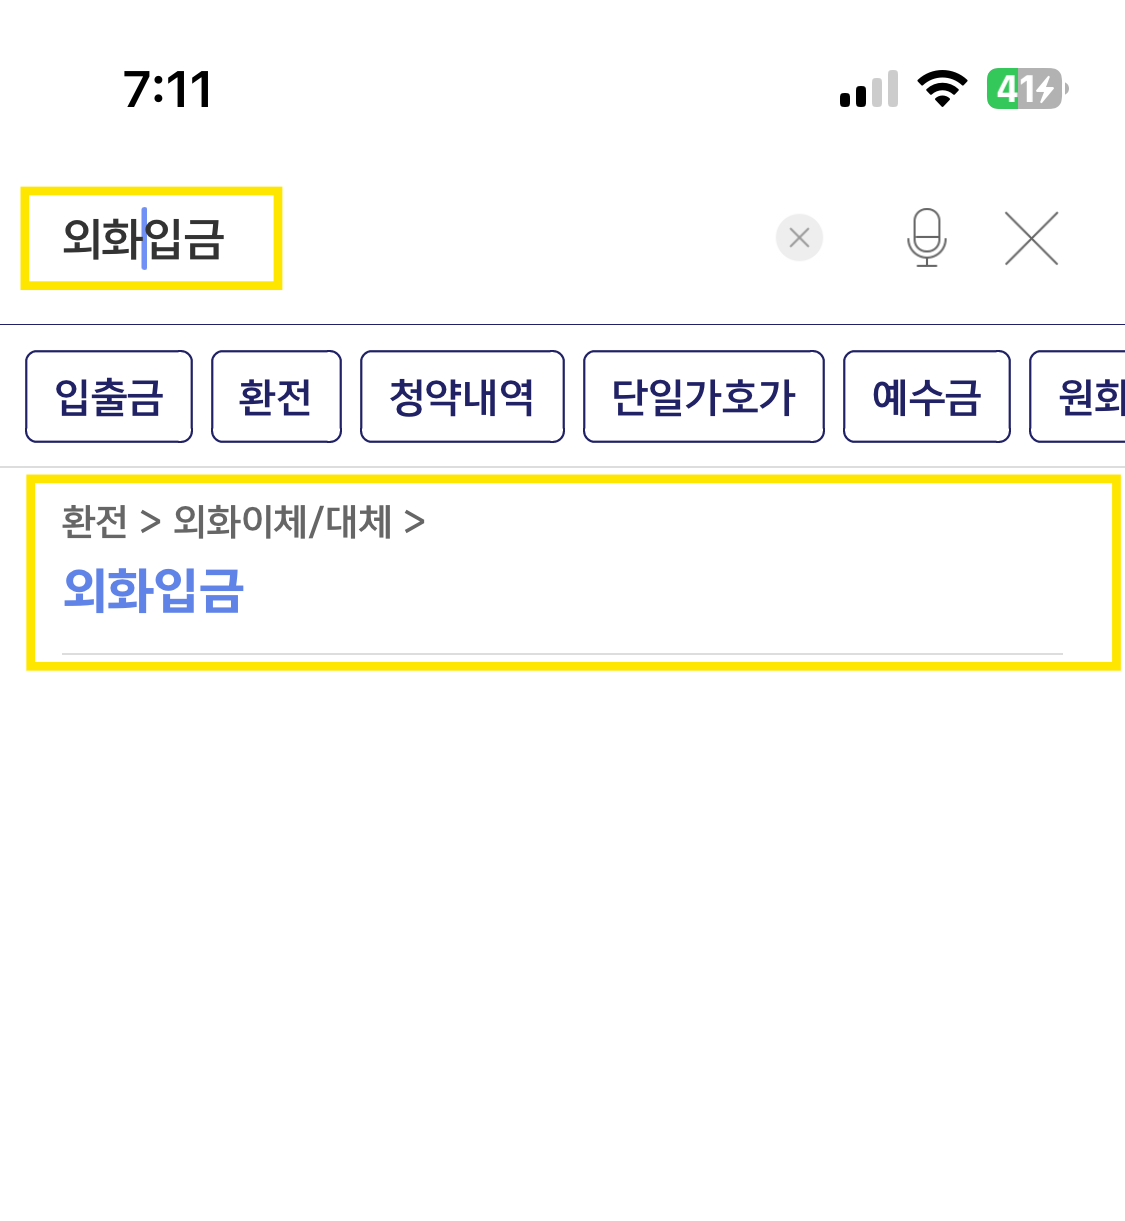 7:11
41
외화입금
입출금 환전 청약내역 단일가호가 예수금 원화
환전 > 외화이체/대체 >
외화입금